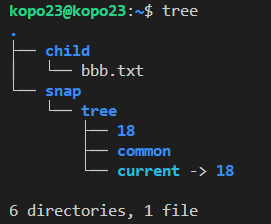 kopo23@kopo23:~$ tree
.
├── child
│   └── bbb.txt
└── snap
    └── tree
        ├── 18
        ├── common
        └── current -> 18

6 directories, 1 file